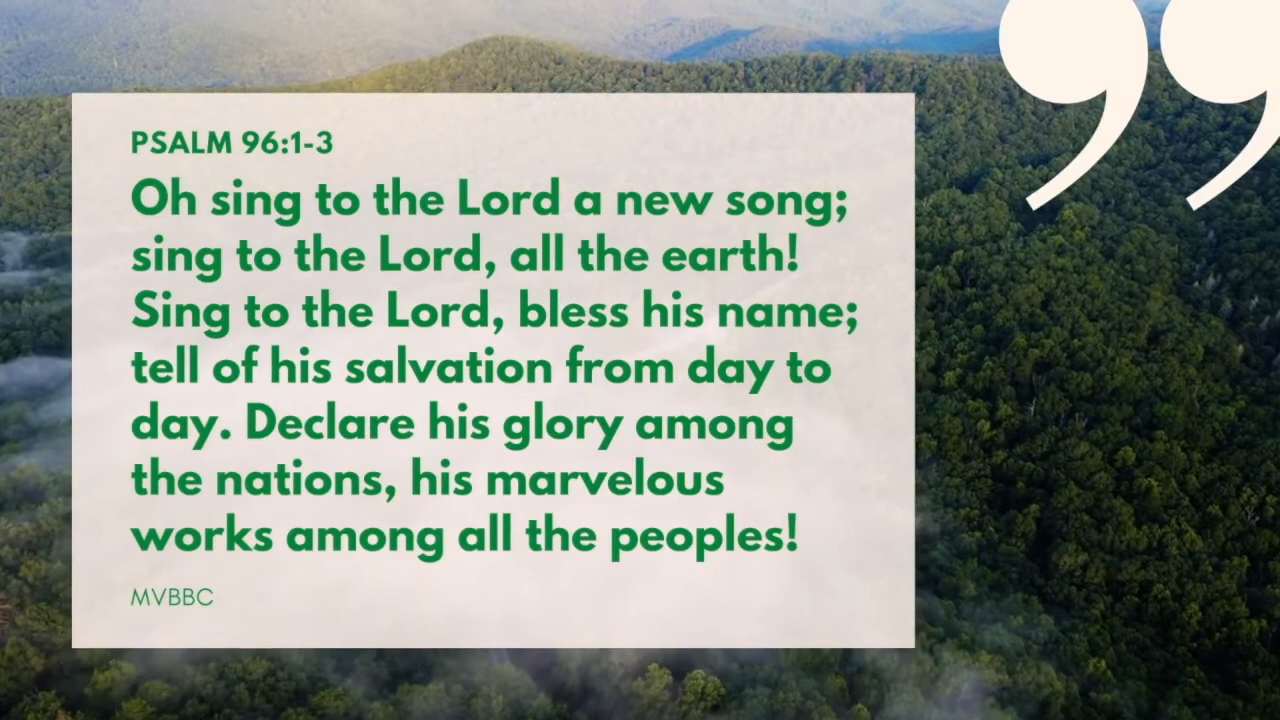 PSALM 96:1-3
Oh sing to the Lord a new song;
sing to the Lord, all the earth!
Sing to the Lord, bless his name;
tell of his salvation from day to
day. Declare his glory among
the nations, his marvelous
works among all the peoples!
MVBBC